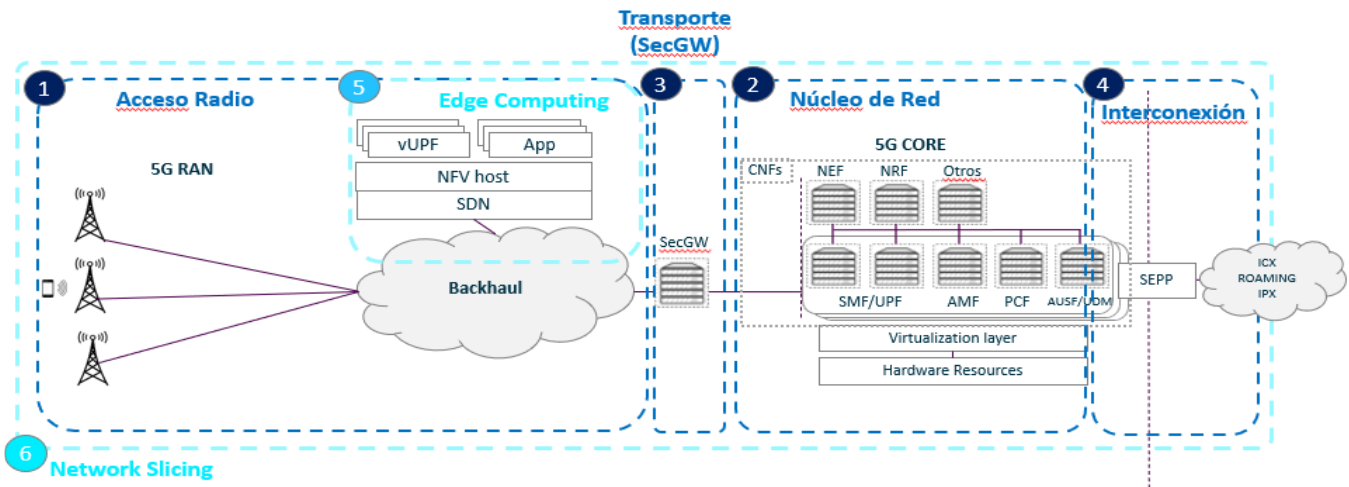 Transporte
(SecGW)
1
Acceso Radio
5
Edge Computing
3
2
Núcleo de Red
4
Interconexión
5G RAN
vUPF
App
NFV host
SDN
Backhaul
SecGW
5G CORE
CNFs
NEF
NRF
Otros
SMF/UPF
AMF
PCF
AUSF/UDM
SEPP
ICX
ROAMING
IPX
Virtualization layer
Hardware Resources
6
Network Slicing